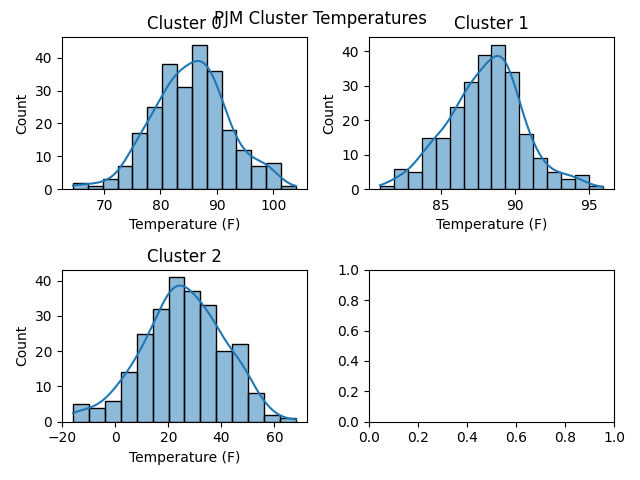 PJM Cluster Temperatures
Cluster 0
Cluster 1
40
30
20
10
0
Count
70 80 90 100
Temperature (F)
40
30
20
10
0
Count
85 90 95
Temperature (F)
Cluster 2
40
30
20
10
0
Count
−20 0 20 40 60
Temperature (F)
1.0
0.8
0.6
0.4
0.2
0.0
0.0 0.2 0.4 0.6 0.8 1.0